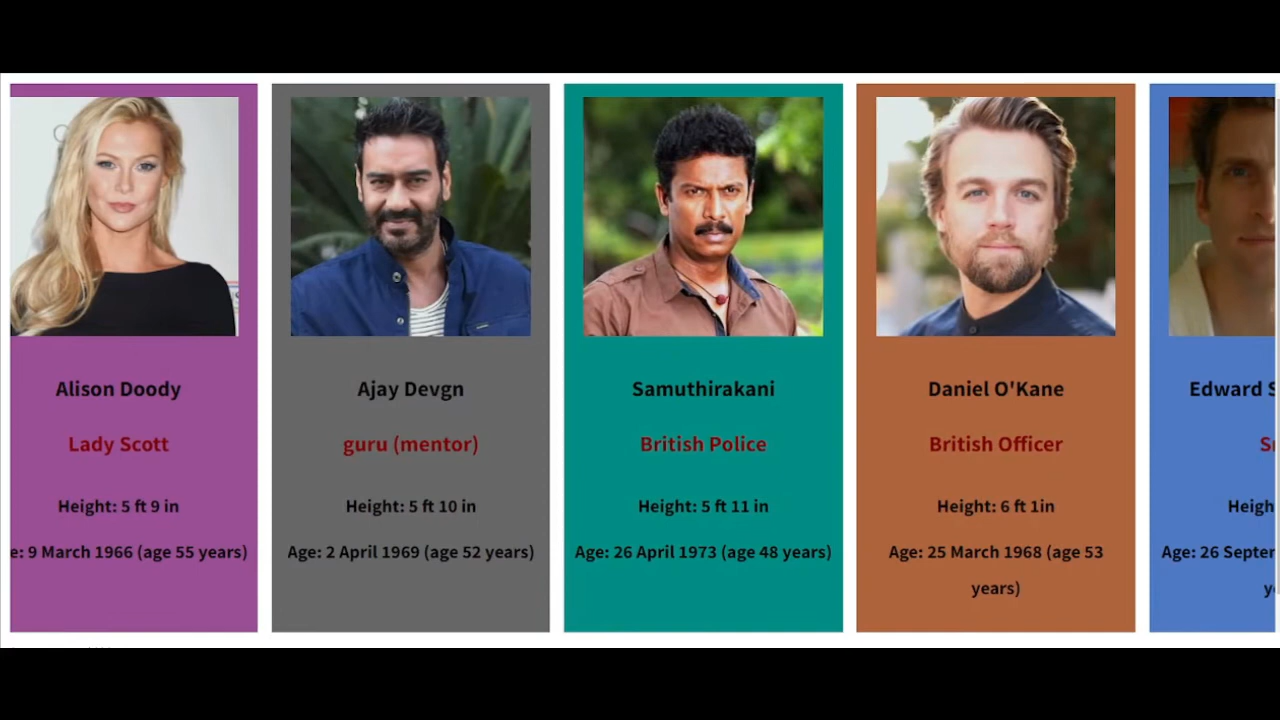 Alison Doody
Lady Scott
Height: 5 ft 9 in
e: 9 March 1966 (age 55 years)
Ajay Devgn
guru (mentor)
Height: 5 ft 10 in
Age: 2 April 1969 (age 52 years)
Samuthirakani
British Police
Height: 5 ft 11 in
Age: 26 April 1973 (age 48 years)
Daniel O'Kane
British Officer
Height: 6 ft 1in
Age: 25 March 1968 (age 53
years)
Edward
Age: 26